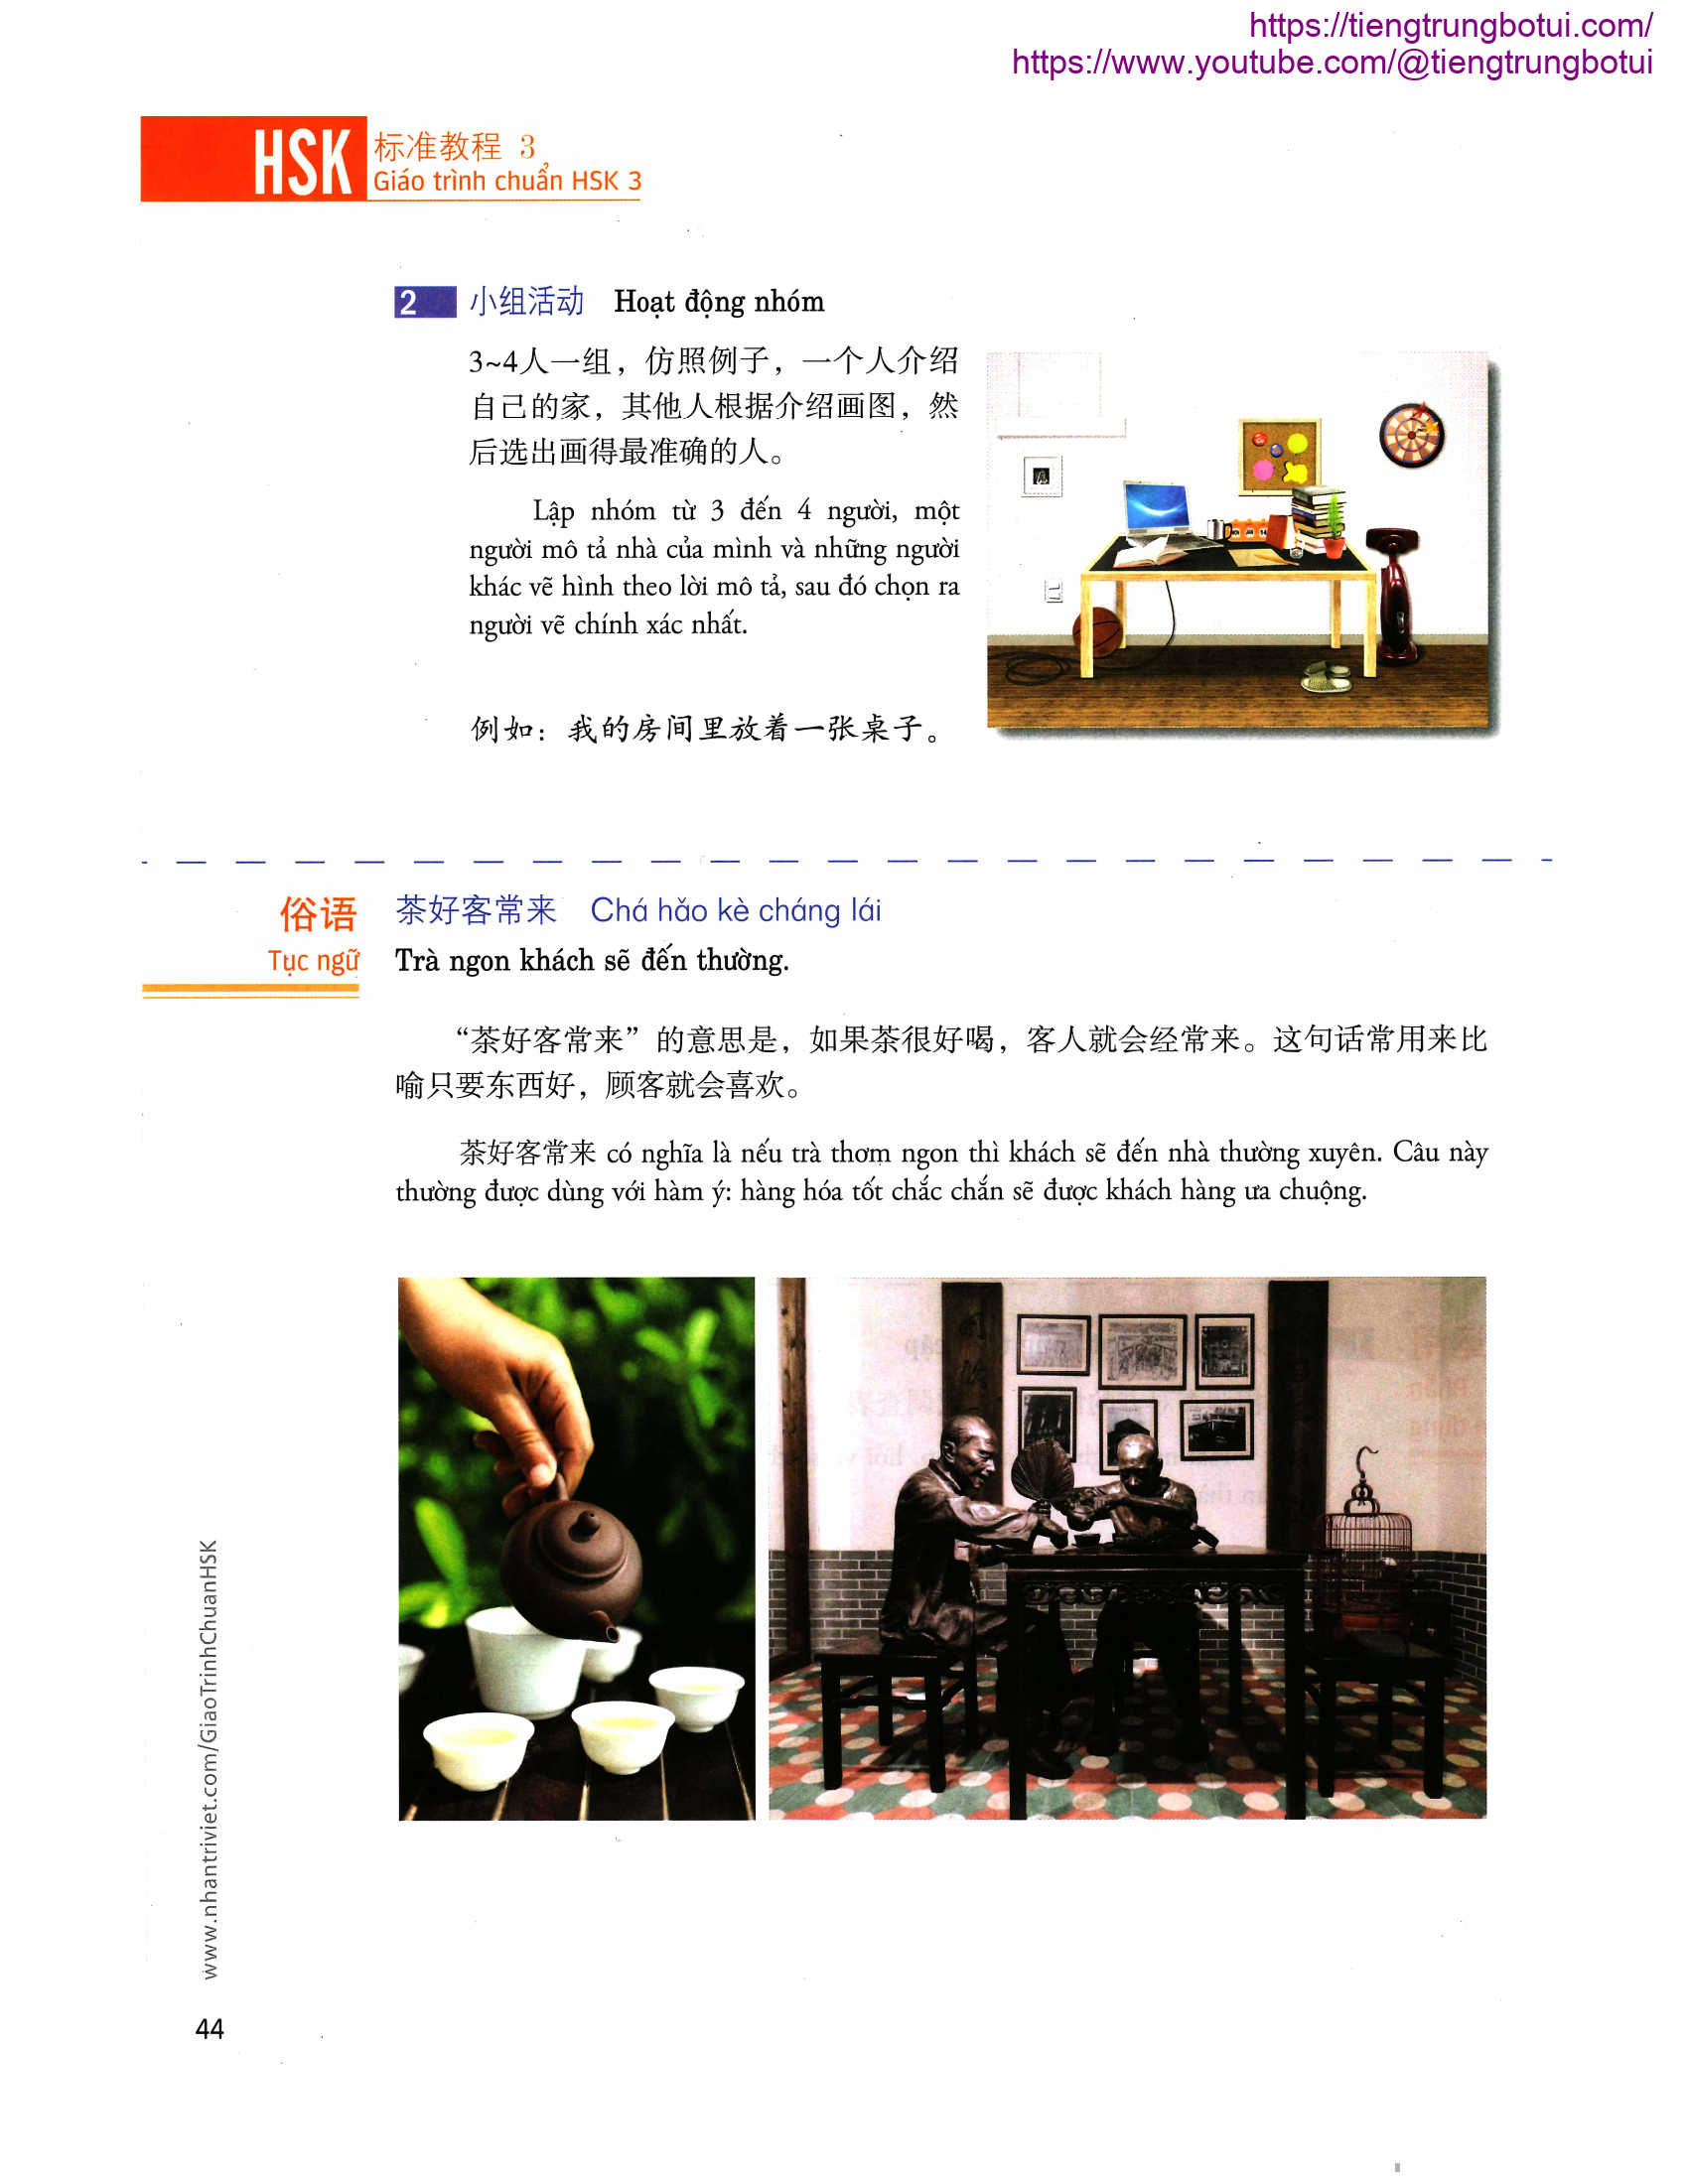 https://tiengtrungbotui.com/
https://www.youtube.com/@tiengtrungbotui
HSK 标准教程 3
Giáo trình chuẩn HSK 3
2 小组活动 Hoạt động nhóm
3~4人一组，仿照例子，一个人介绍
自己的家，其他人根据介绍画图，然
后选出画得最准确的人。
Lập nhóm từ 3 đến 4 người, một
người mô tả nhà của mình và những người
khác vẽ hình theo lời mô tả, sau đó chọn ra
người vẽ chính xác nhất.
例如：我的房间里放着一张桌子。
俗语 茶好客常来 Chá hǎo kè cháng lái
Tục ngữ Trà ngon khách sẽ đến thường.
“茶好客常来”的意思是，如果茶很好喝，客人就会经常来。这句话常用来比
喻只要东西好，顾客就会喜欢。
茶好客常来 có nghĩa là nếu trà thơm ngon thì khách sẽ đến nhà thường xuyên. Câu này
thường được dùng với hàm ý: hàng hóa tốt chắc chắn sẽ được khách hàng ưa chuộng.
www.nhantriviet.com/GiaoTrinhChuanHSK
44